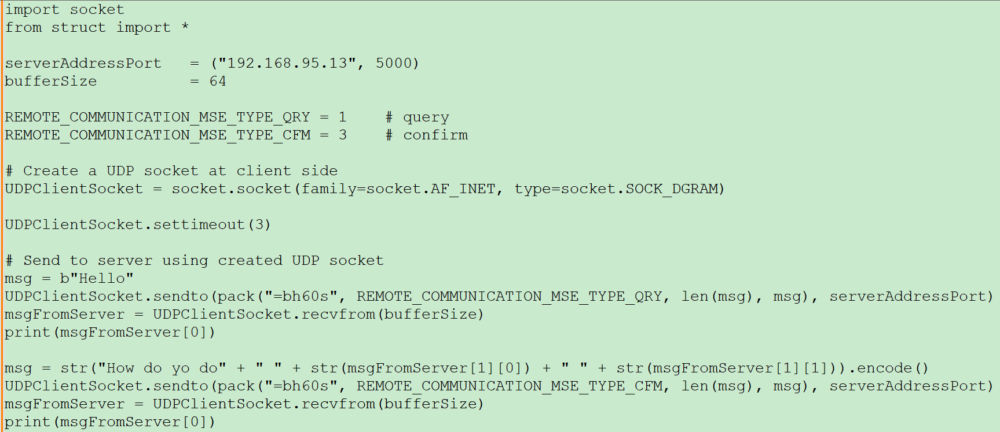 import socket
from struct import *
serverAddressPort   = ("192.168.95.13", 5000)
bufferSize          = 64
REMOTE_COMMUNICATION_MSE_TYPE_QRY = 1    # query
REMOTE_COMMUNICATION_MSE_TYPE_CFM = 3    # confirm
# Create a UDP socket at client side
UDPClientSocket = socket.socket(family=socket.AF_INET, type=socket.SOCK_DGRAM)
UDPClientSocket.settimeout(3)
# Send to server using created UDP socket
msg = b"Hello"
UDPClientSocket.sendto(pack("=bh60s", REMOTE_COMMUNICATION_MSE_TYPE_QRY, len(msg), msg), serverAddressPort)
msgFromServer = UDPClientSocket.recvfrom(bufferSize)
print(msgFromServer[0])
msg = str("How do yo do" + " " + str(msgFromServer[1][0]) + " " + str(msgFromServer[1][1])).encode()
UDPClientSocket.sendto(pack("=bh60s", REMOTE_COMMUNICATION_MSE_TYPE_CFM, len(msg), msg), serverAddressPort)
msgFromServer = UDPClientSocket.recvfrom(bufferSize)
print(msgFromServer[0])